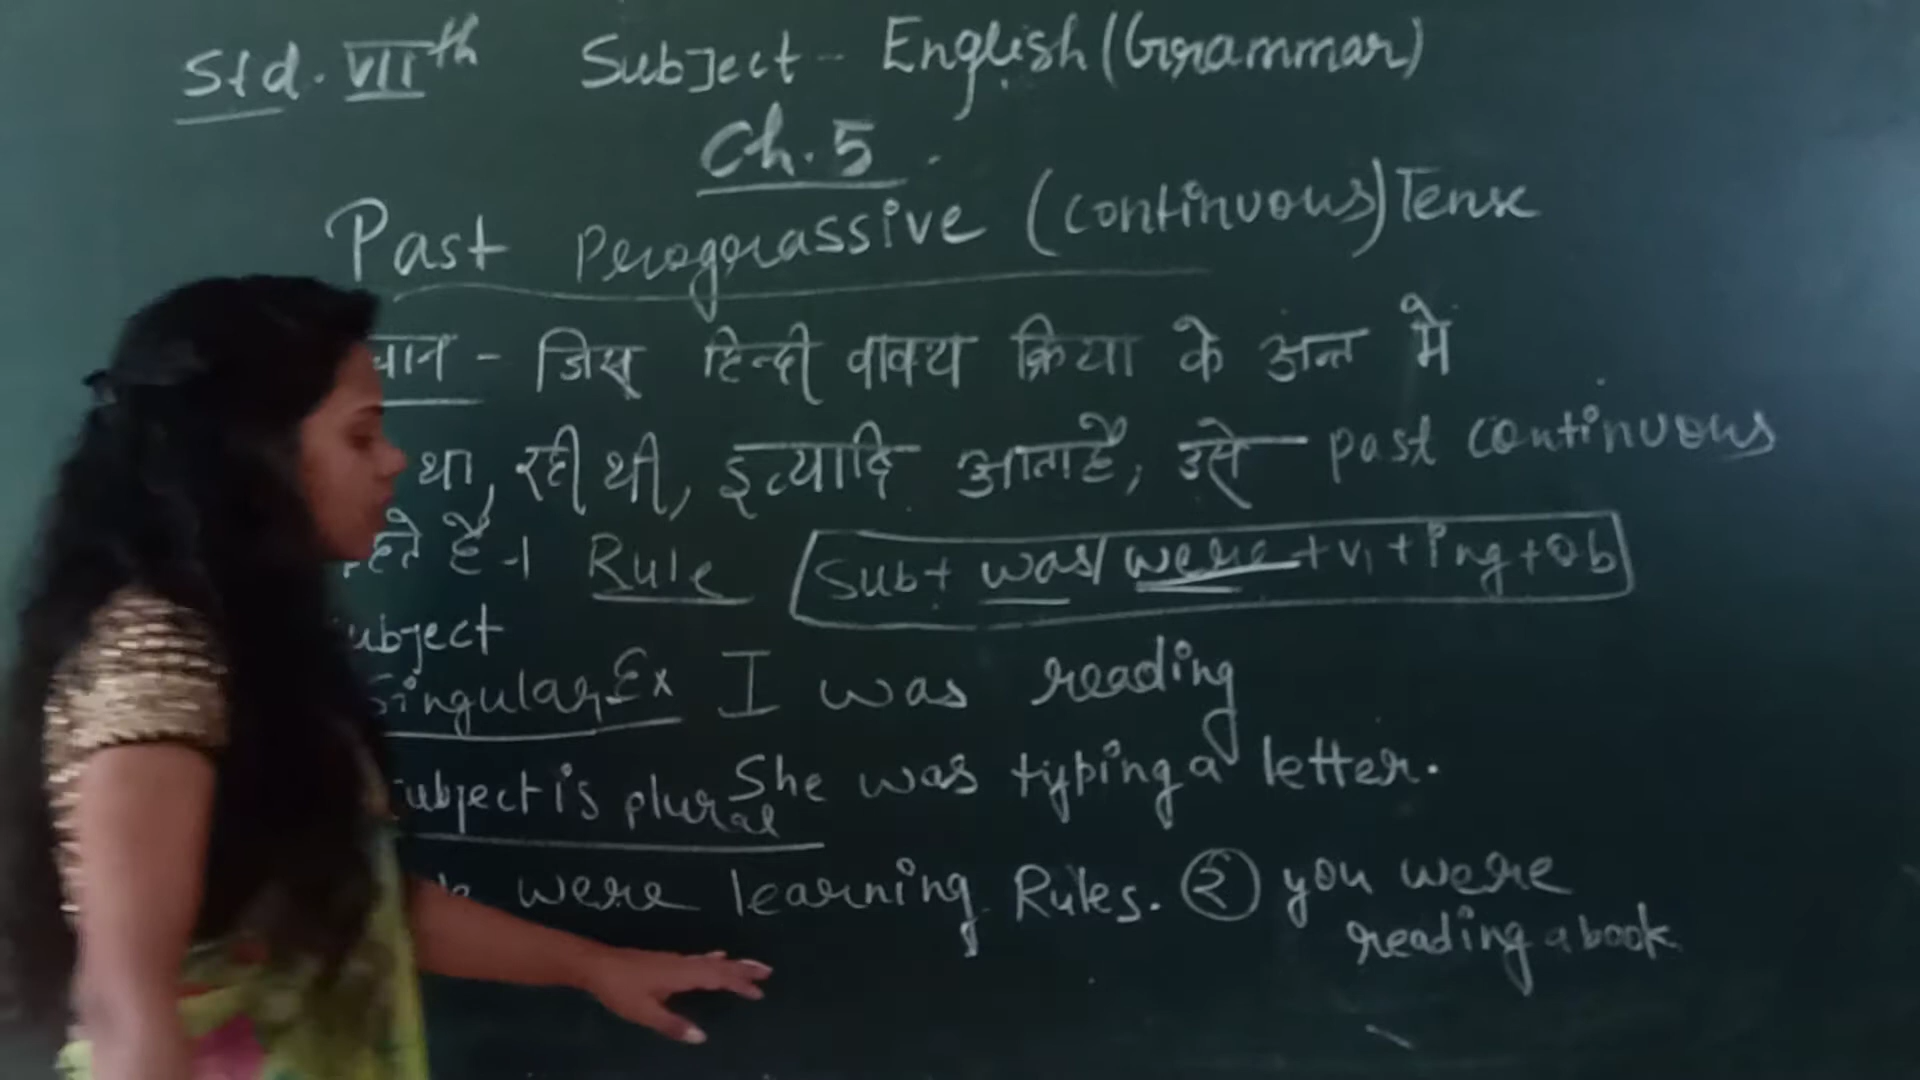 Std. VIIth Subject - English (Grammar)
Ch. 5
Past Perogorassive (continuous) Tense
चान - जिस् हिन्दी वाक्य क्रिया के अन्त में
था, रही थी, इत्यादि आता है, उसे past continuous
हते हैं। Rule Sub + was / were + V1 + ing + Ob
ubject
Singular Ex I was reading
ubject is plural She was typing a letter.
were learning Rules. २ you were
reading a book